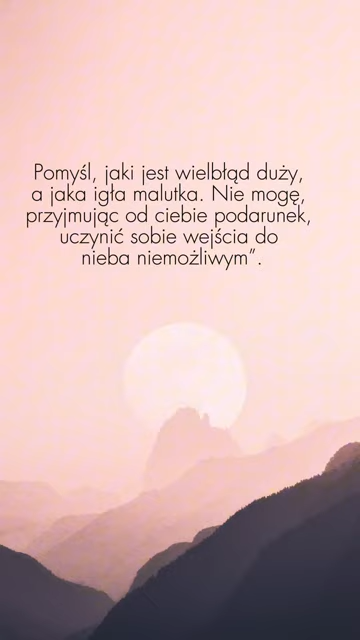 Pomyśl, jaki jest wielbłąd duży,
a jaka igła malutka. Nie mogę,
przyjmując od ciebie podarunek,
uczynić sobie wejścia do
nieba niemożliwym”.